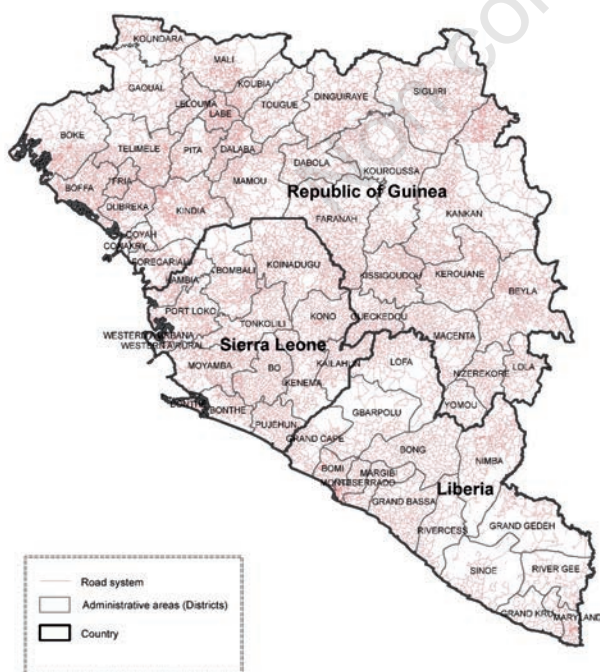 KOUNDARA
MALI
KOUBIA
GAOUAL
LELOUMA
LABE
TOUGUE
DINGUIRAYE
SIGUIRI
BOKE
TELIMELE
PITA
DALABA
DABOLA
KOUROUSSA
FRIA
BOFFA
MAMOU
Republic of Guinea
DUBREKA
KINDIA
FARANAH
KANKAN
COYAH
CONAKRY
FORECARIAH
KAMBIA
BOMBALI
KOINADUGU
KISSIGOUDOU
KEROUANE
BEYLA
PORT LOKO
KONO
GUECKEDOU
TONKOLILI
MACENTA
WESTERN URBAN
WESTERN RURAL
Sierra Leone
MOYAMBA
BO
KAILAHUN
LOFA
NZEREKORE
LOLA
KENEMA
BONTHE
YOMOU
GBARPOLU
PUJEHUN
GRAND CAPE
BONG
NIMBA
BOMI
MARGIBI
MONTSERRADO
Liberia
GRAND BASSA
RIVERCESS
GRAND GEDEH
SINOE
RIVER GEE
GRAND KRU
MARYLAND
Road system
Administrative areas (Districts)
Country